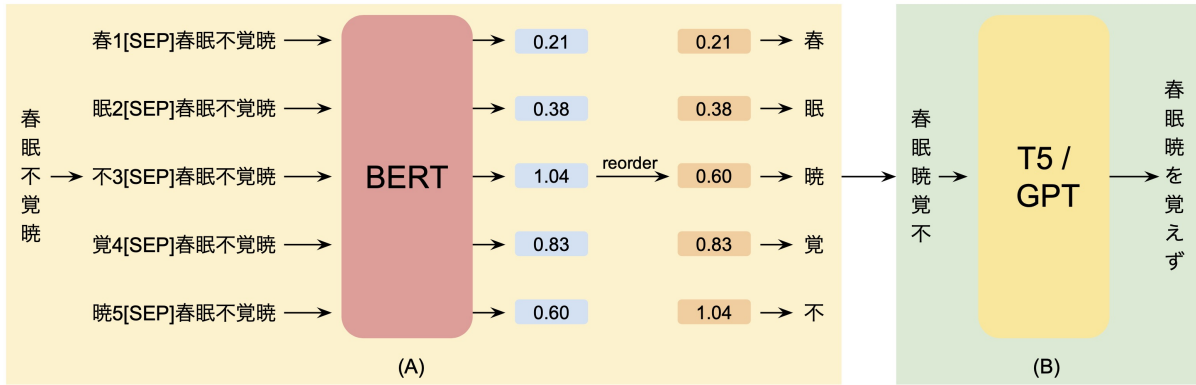 春眠不覚暁
春1[SEP]春眠不覚暁
眠2[SEP]春眠不覚暁
不3[SEP]春眠不覚暁
覚4[SEP]春眠不覚暁
暁5[SEP]春眠不覚暁
BERT
0.21
0.38
1.04
0.83
0.60
reorder
0.21
0.38
0.60
0.83
1.04
春
眠
暁
覚
不
(A)
春眠暁覚不
T5 /
GPT
春眠暁を覚えず
(B)